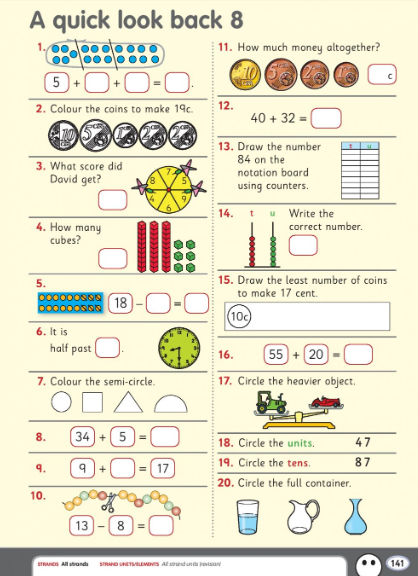 A quick look back 8
1.
5 + + = .
2. Colour the coins to make 19c.
3. What score did
David get?
4. How many
cubes?
5.
18 - =
6. It is
half past .
7. Colour the semi-circle.
8. 34 + 5 =
9. 9 + = 17
10.
13 - 8 =
11. How much money altogether?
c
12.
40 + 32 =
13. Draw the number
84 on the
notation board
using counters.
t u
14. t u Write the
correct number.
15. Draw the least number of coins
to make 17 cent.
10c
16. 55 + 20 =
17. Circle the heavier object.
18. Circle the units. 47
19. Circle the tens. 87
20. Circle the full container.
STRANDS All strands STRAND UNITS/ELEMENTS All strand units (revision)
141